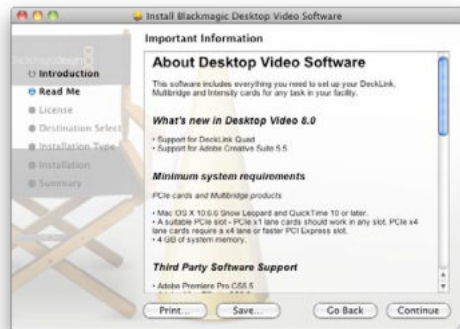 Install Blackmagic Desktop Video Software
Important Information
Introduction
Read Me
License
Destination Select
Installation Type
Installation
Summary
About Desktop Video Software
This software includes everything you need to set up your DeckLink,
Multibridge and Intensity cards for any task in your facility.
What's new in Desktop Video 8.0
• Support for DeckLink Quad
• Support for Adobe Creative Suite 5.5
Minimum system requirements
PCIe cards and Multibridge products
• Mac OS X 10.6.6 Snow Leopard and QuickTime 10 or later.
• A suitable PCIe slot - PCIe x1 lane cards should work in any slot. PCIe x4
lane cards require a x4 lane or faster PCI Express slot.
• 4 GB of system memory.
Third Party Software Support
• Adobe Premiere Pro CS5.5
Print...
Save...
Go Back
Continue